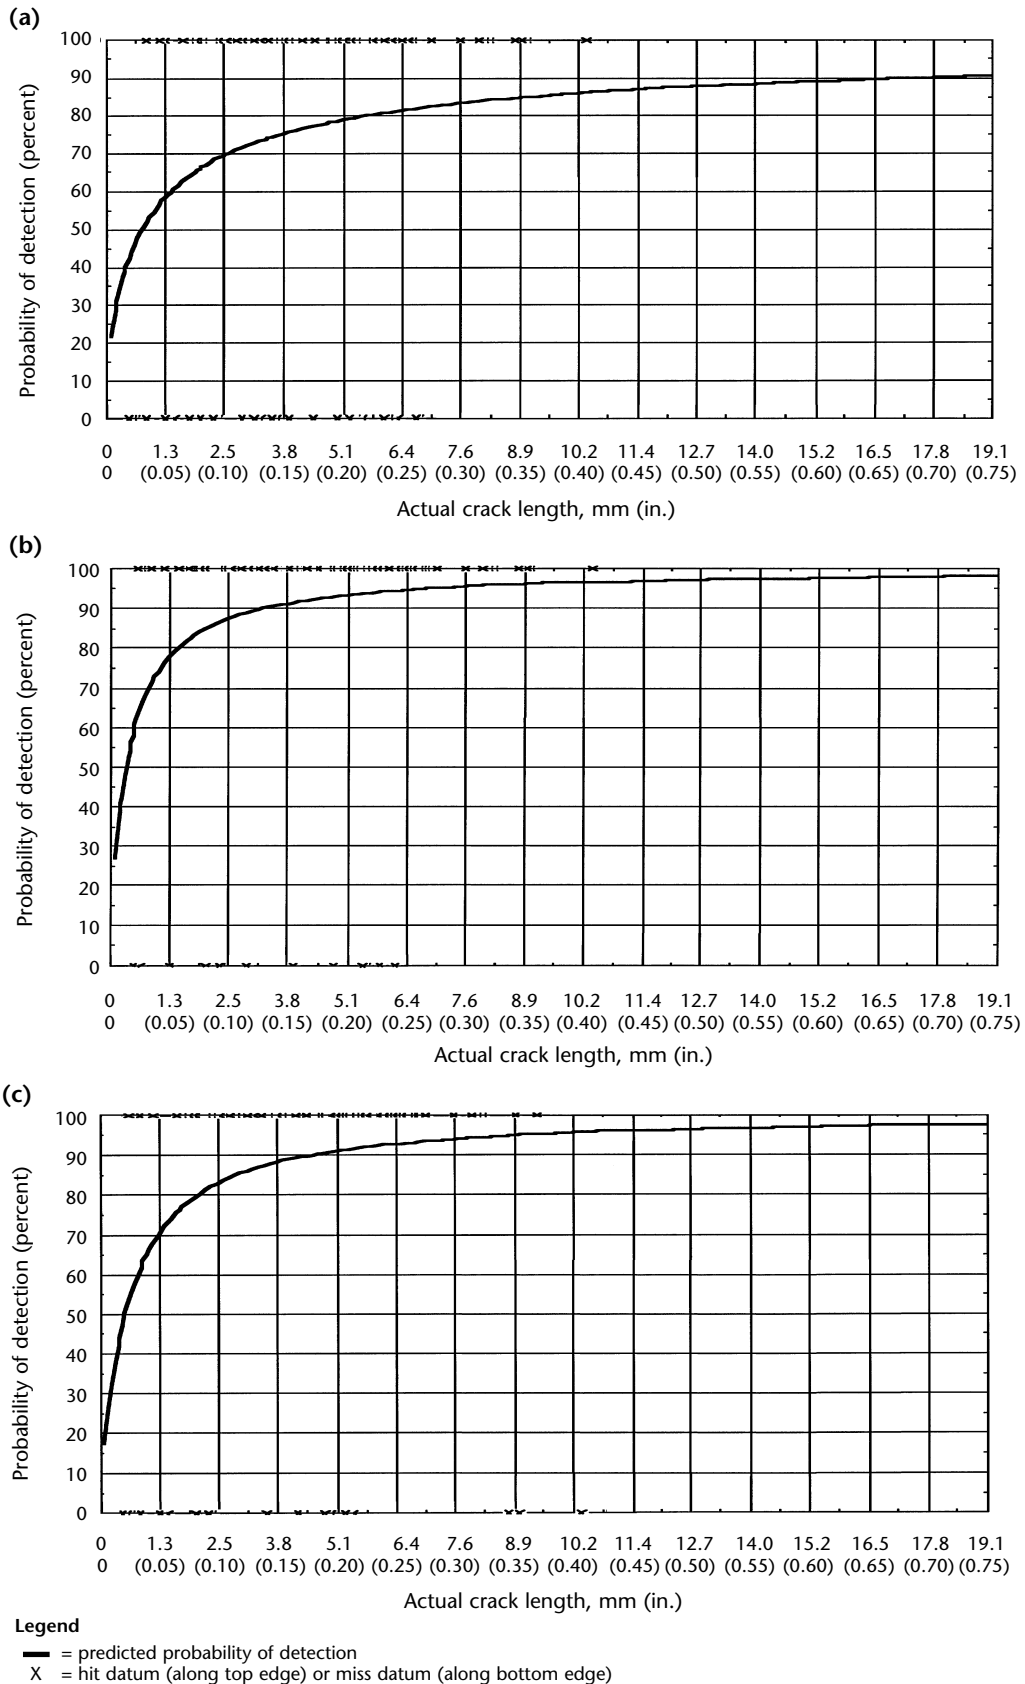 (a)
Probability of detection (percent)
100
90
80
70
60
50
40
30
20
10
0
0 1.3 2.5 3.8 5.1 6.4 7.6 8.9 10.2 11.4 12.7 14.0 15.2 16.5 17.8 19.1
0 (0.05) (0.10) (0.15) (0.20) (0.25) (0.30) (0.35) (0.40) (0.45) (0.50) (0.55) (0.60) (0.65) (0.70) (0.75)
Actual crack length, mm (in.)
(b)
Probability of detection (percent)
100
90
80
70
60
50
40
30
20
10
0
0 1.3 2.5 3.8 5.1 6.4 7.6 8.9 10.2 11.4 12.7 14.0 15.2 16.5 17.8 19.1
0 (0.05) (0.10) (0.15) (0.20) (0.25) (0.30) (0.35) (0.40) (0.45) (0.50) (0.55) (0.60) (0.65) (0.70) (0.75)
Actual crack length, mm (in.)
(c)
Probability of detection (percent)
100
90
80
70
60
50
40
30
20
10
0
0 1.3 2.5 3.8 5.1 6.4 7.6 8.9 10.2 11.4 12.7 14.0 15.2 16.5 17.8 19.1
0 (0.05) (0.10) (0.15) (0.20) (0.25) (0.30) (0.35) (0.40) (0.45) (0.50) (0.55) (0.60) (0.65) (0.70) (0.75)
Actual crack length, mm (in.)
Legend
= predicted probability of detection
X = hit datum (along top edge) or miss datum (along bottom edge)